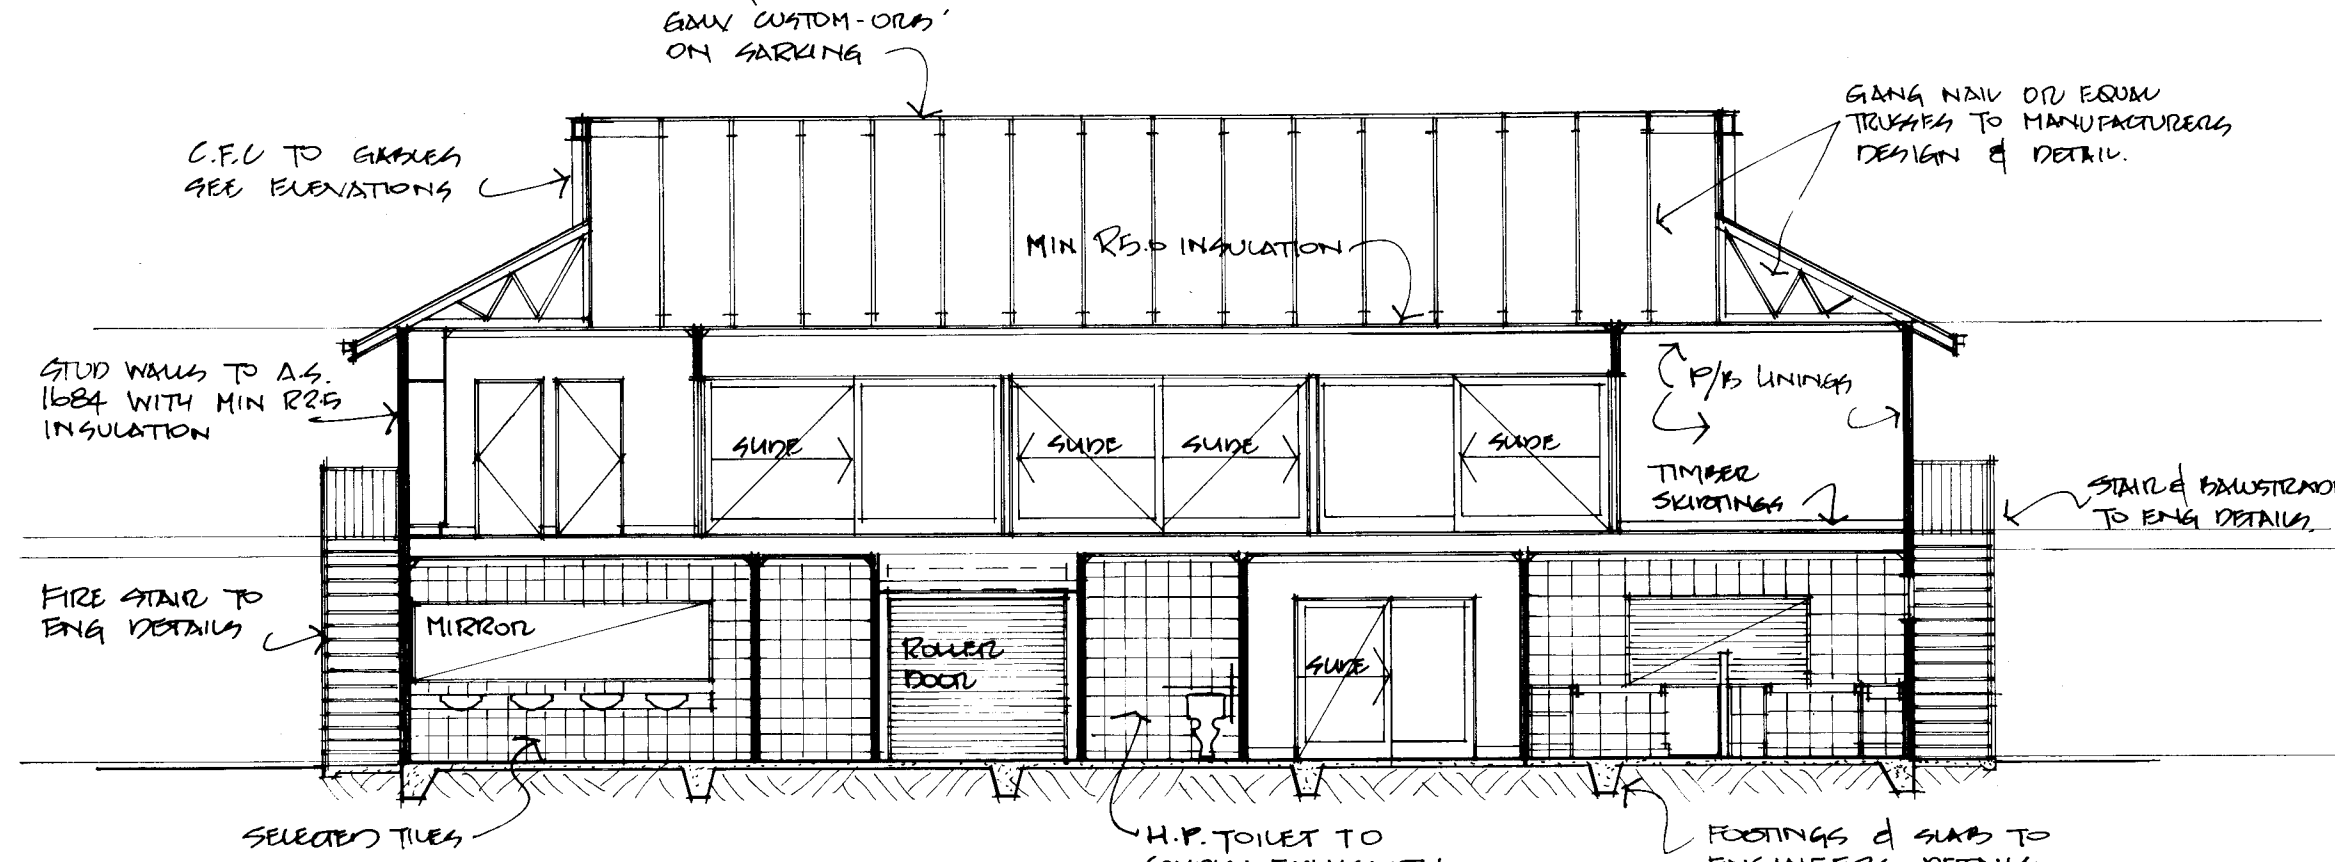 GALV 'CUSTOM-ORB'
ON SARKING
GANG NAIL OR EQUAL
TRUSSES TO MANUFACTURERS
DESIGN & DETAIL.
C.F.C TO GABLES
SEE ELEVATIONS
MIN R5.0 INSULATION
STUD WALLS TO A.S.
1684 WITH MIN R2.5
INSULATION
P/B LININGS
SLIDE
SLIDE
SLIDE
SLIDE
TIMBER
SKIRTINGS
STAIR & BALUSTRADE
TO ENG DETAILS.
FIRE STAIR TO
ENG DETAILS
MIRROR
ROLLER
DOOR
SLIDE
SELECTED TILES
H.P. TOILET TO
FOOTINGS & SLAB TO
ENGINEERS DETAILS